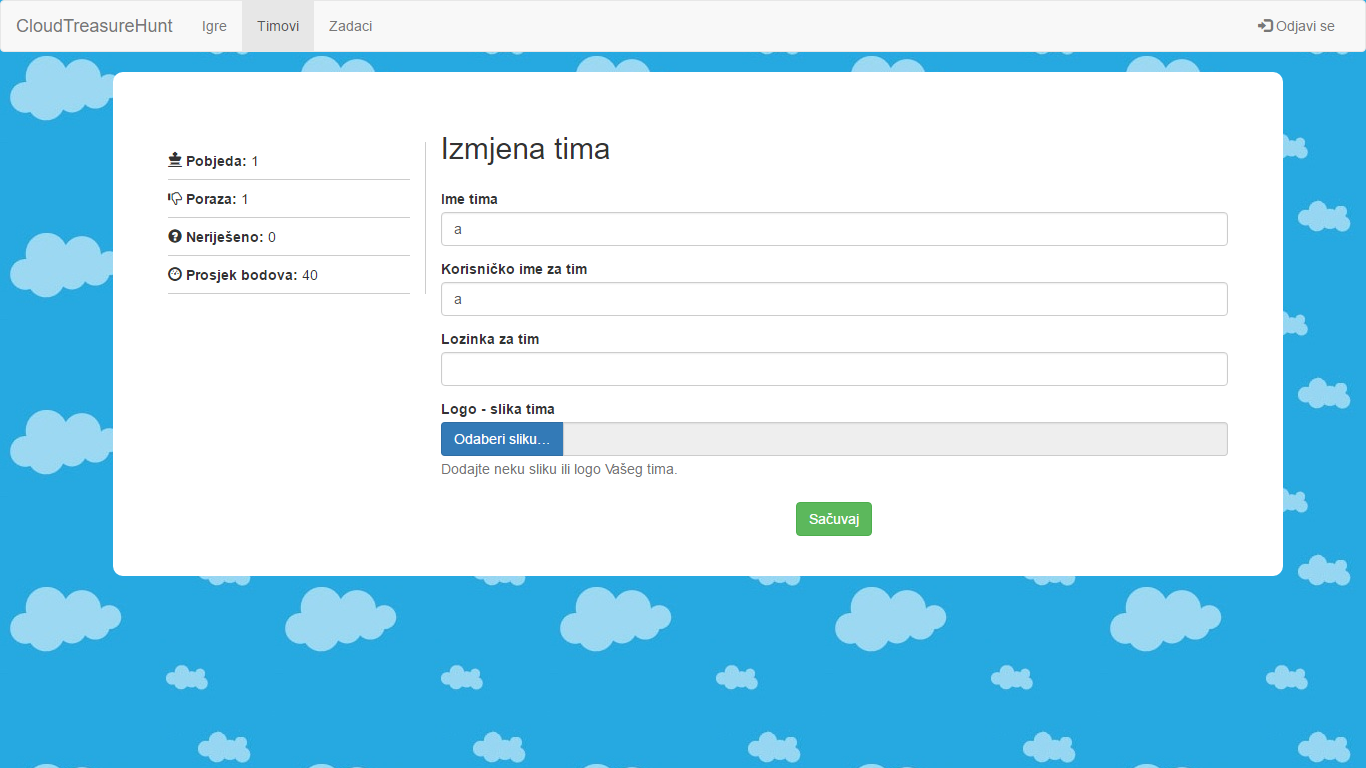 CloudTreasureHunt Igre Timovi Zadaci Odjavi se
Pobjeda: 1
Poraza: 1
Neriješeno: 0
Prosjek bodova: 40
Izmjena tima
Ime tima
a
Korisničko ime za tim
a
Lozinka za tim
Logo - slika tima
Odaberi sliku...
Dodajte neku sliku ili logo Vašeg tima.
Sačuvaj